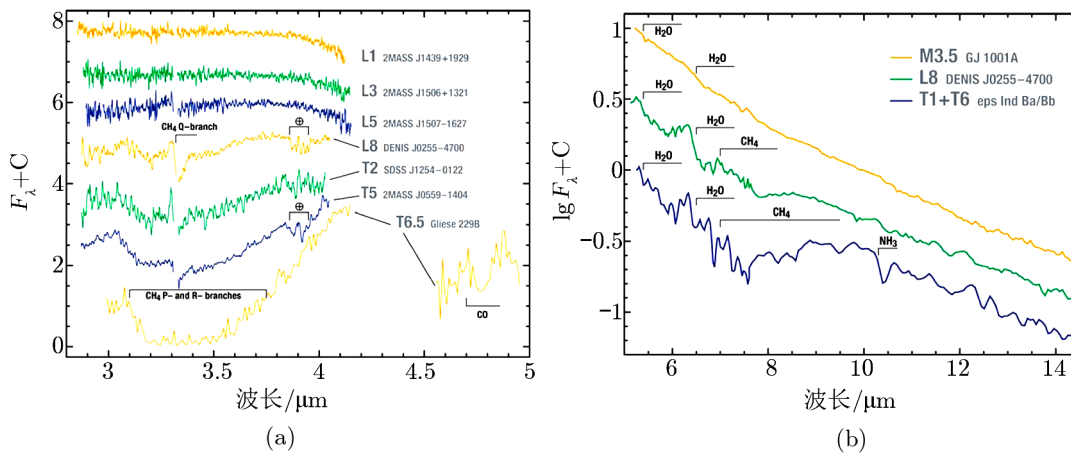 8
6
4
2
0
3
3.5
4
4.5
5
F_λ+C
波长/μm
(a)
L1 2MASS J1439+1929
L3 2MASS J1506+1321
L5 2MASS J1507-1627
L8 DENIS J0255-4700
T2 SDSS J1254-0122
T5 2MASS J0559-1404
T6.5 Gliese 229B
CH₄ Q-branch
⊕
⊕
CH₄ P- and R- branches
CO
1
0.5
0
-0.5
-1
6
8
10
12
14
lg F_λ+C
波长/μm
(b)
H₂O
H₂O
H₂O
H₂O
CH₄
H₂O
H₂O
CH₄
NH₃
M3.5 GJ 1001A
L8 DENIS J0255-4700
T1+T6 eps Ind Ba/Bb